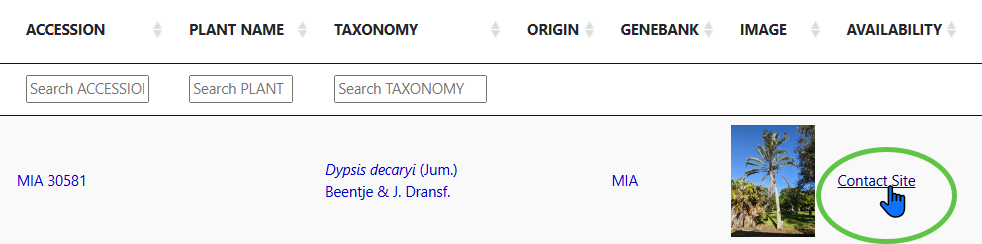 ACCESSION PLANT NAME TAXONOMY ORIGIN GENEBANK IMAGE AVAILABILITY
Search ACCESSIO Search PLANT Search TAXONOMY
MIA 30581 Dypsis decaryi (Jum.) MIA Contact Site
Beentje & J. Dransf.